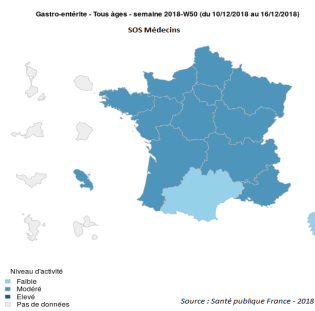 Gastro-entérite - Tous âges - semaine 2018-W50 (du 10/12/2018 au 16/12/2018)
SOS Médecins
Niveau d'activité
Faible
Modéré
Elevé
Pas de données
Source : Santé publique France - 2018